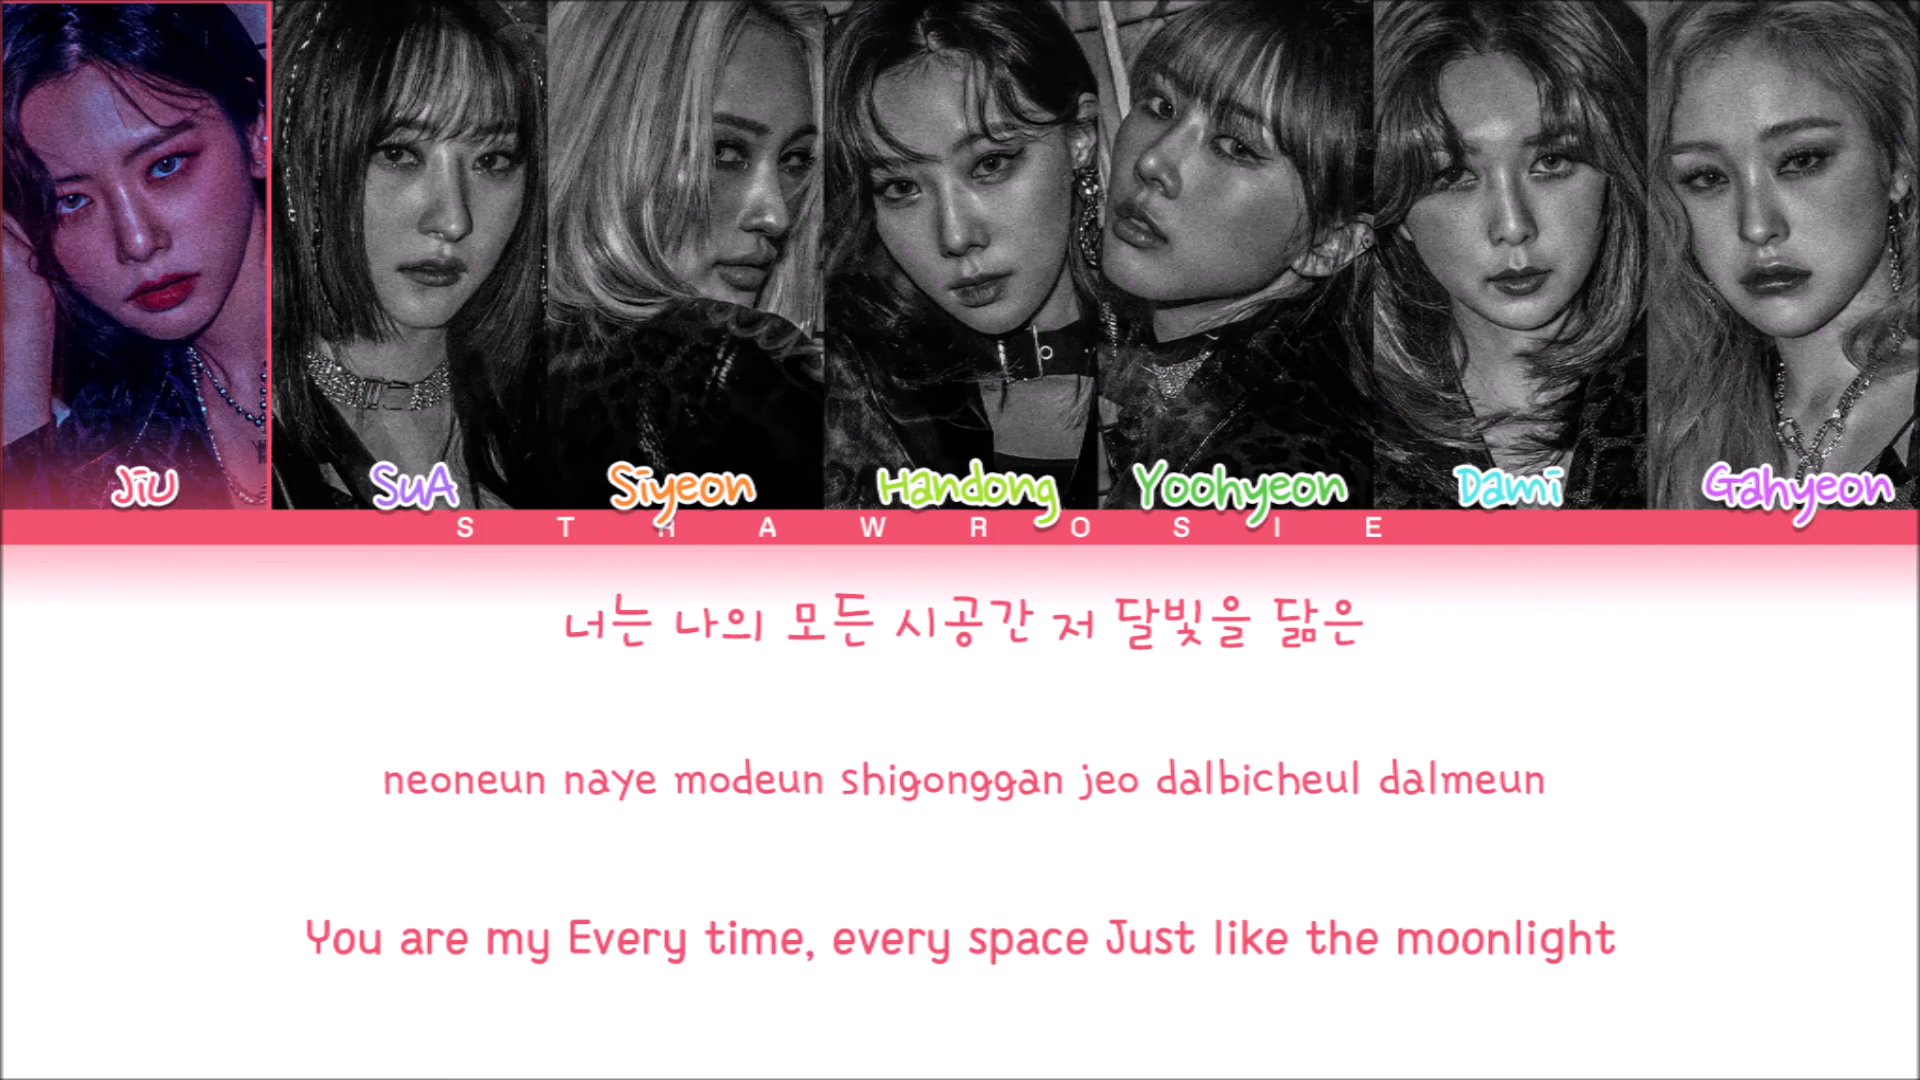 JiU SuA Siyeon Handong Yoohyeon Dami Gahyeon
STRAWROSIE
너는 나의 모든 시공간 저 달빛을 닮은
neoneun naye modeun shigonggan jeo dalbicheul dalmeun
You are my Every time, every space Just like the moonlight